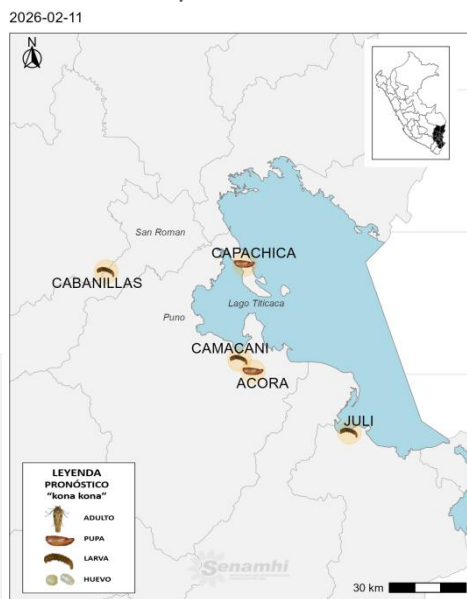 2026-02-11
N
San Roman
CAPACHICA
CABANILLAS
Lago Titicaca
Puno
CAMACANI
ACORA
JULI
LEYENDA
PRONÓSTICO
"kona kona"
ADULTO
PUPA
LARVA
HUEVO
Senamhi
30 km